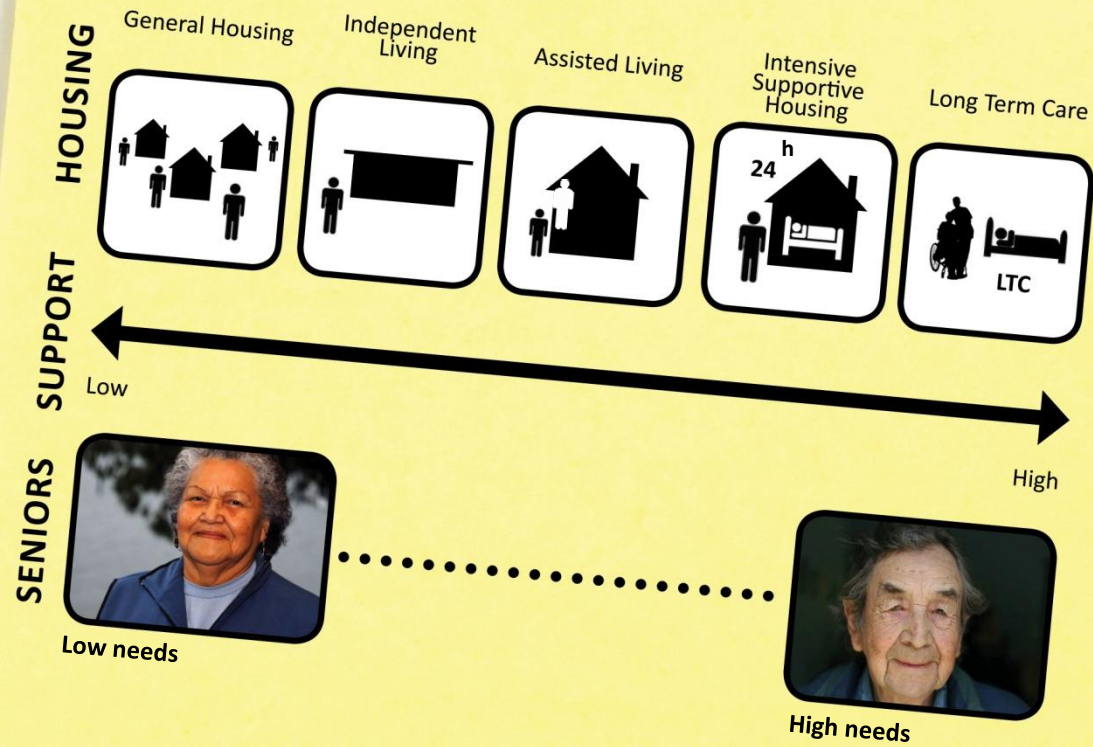 HOUSING
General Housing
Independent
Living
Assisted Living
Intensive
Supportive
Housing
Long Term Care
24 h
LTC
SUPPORT
Low
High
SENIORS
Low needs
High needs